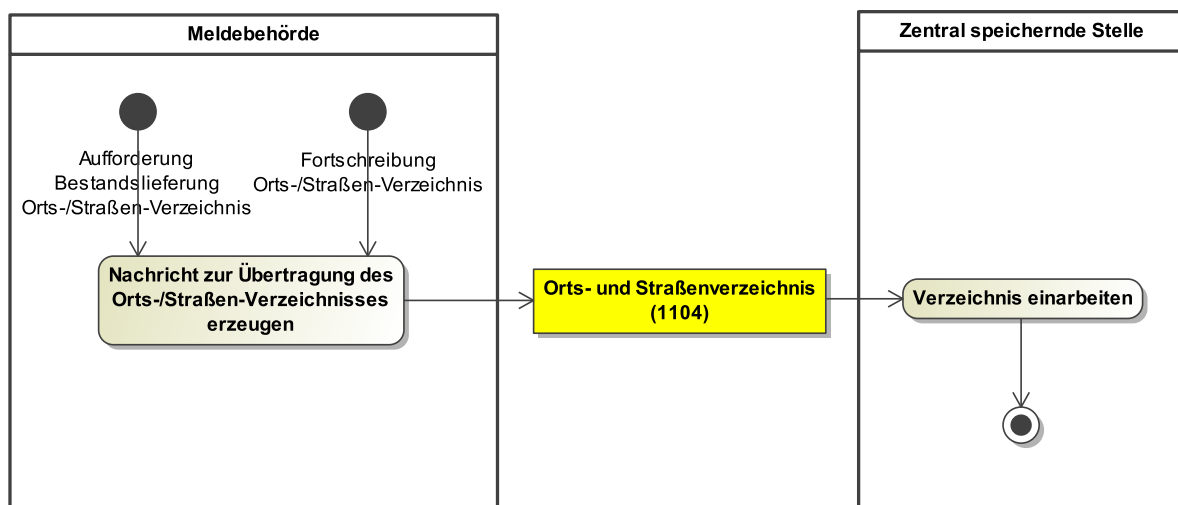 Meldebehörde
Zentral speichernde Stelle
Aufforderung
Bestandslieferung
Orts-/Straßen-Verzeichnis
Fortschreibung
Orts-/Straßen-Verzeichnis
Nachricht zur Übertragung des
Orts-/Straßen-Verzeichnisses
erzeugen
Orts- und Straßenverzeichnis
(1104)
Verzeichnis einarbeiten